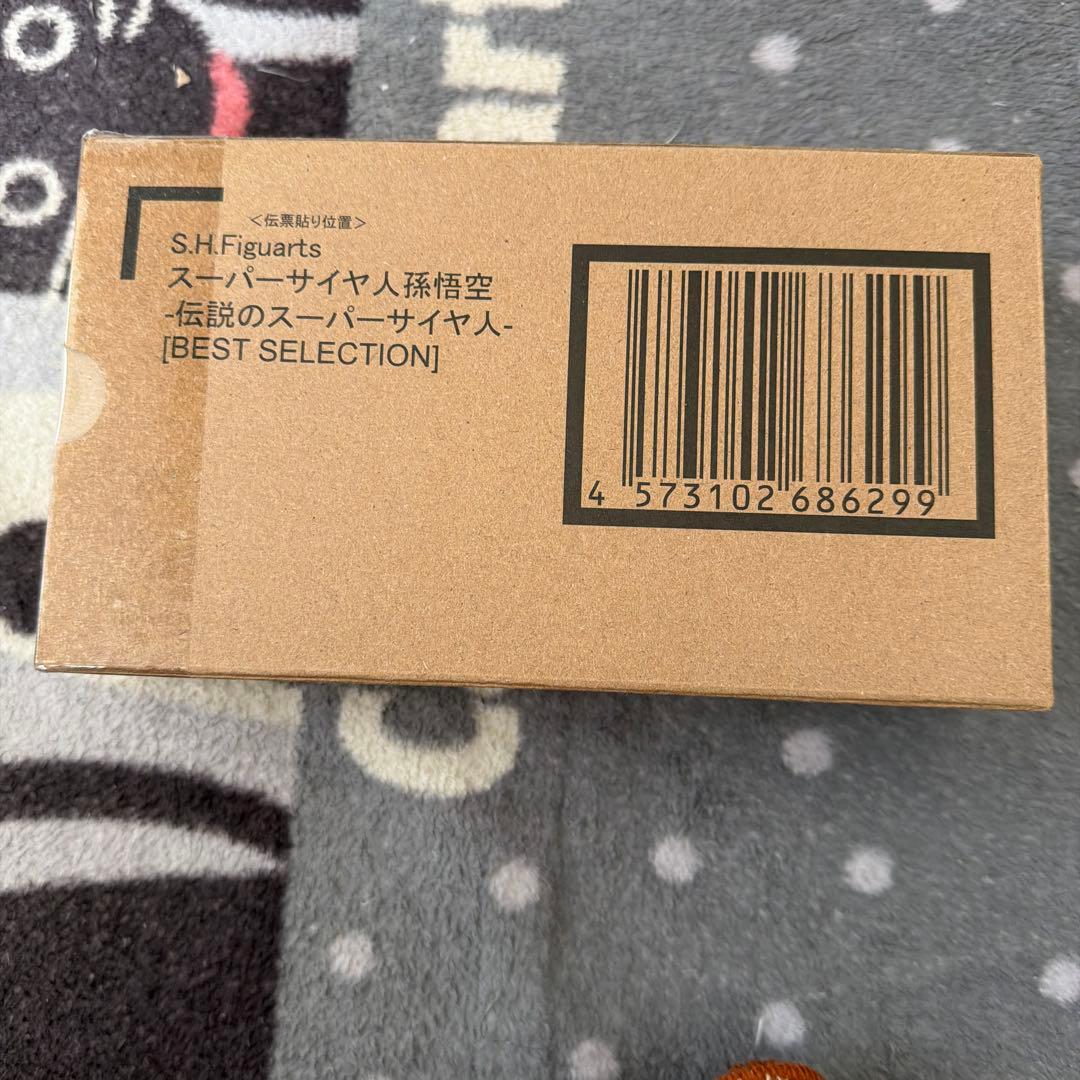 ＜伝票貼り位置＞
S.H.Figuarts
スーパーサイヤ人孫悟空
-伝説のスーパーサイヤ人-
[BEST SELECTION]
4 573102 686299